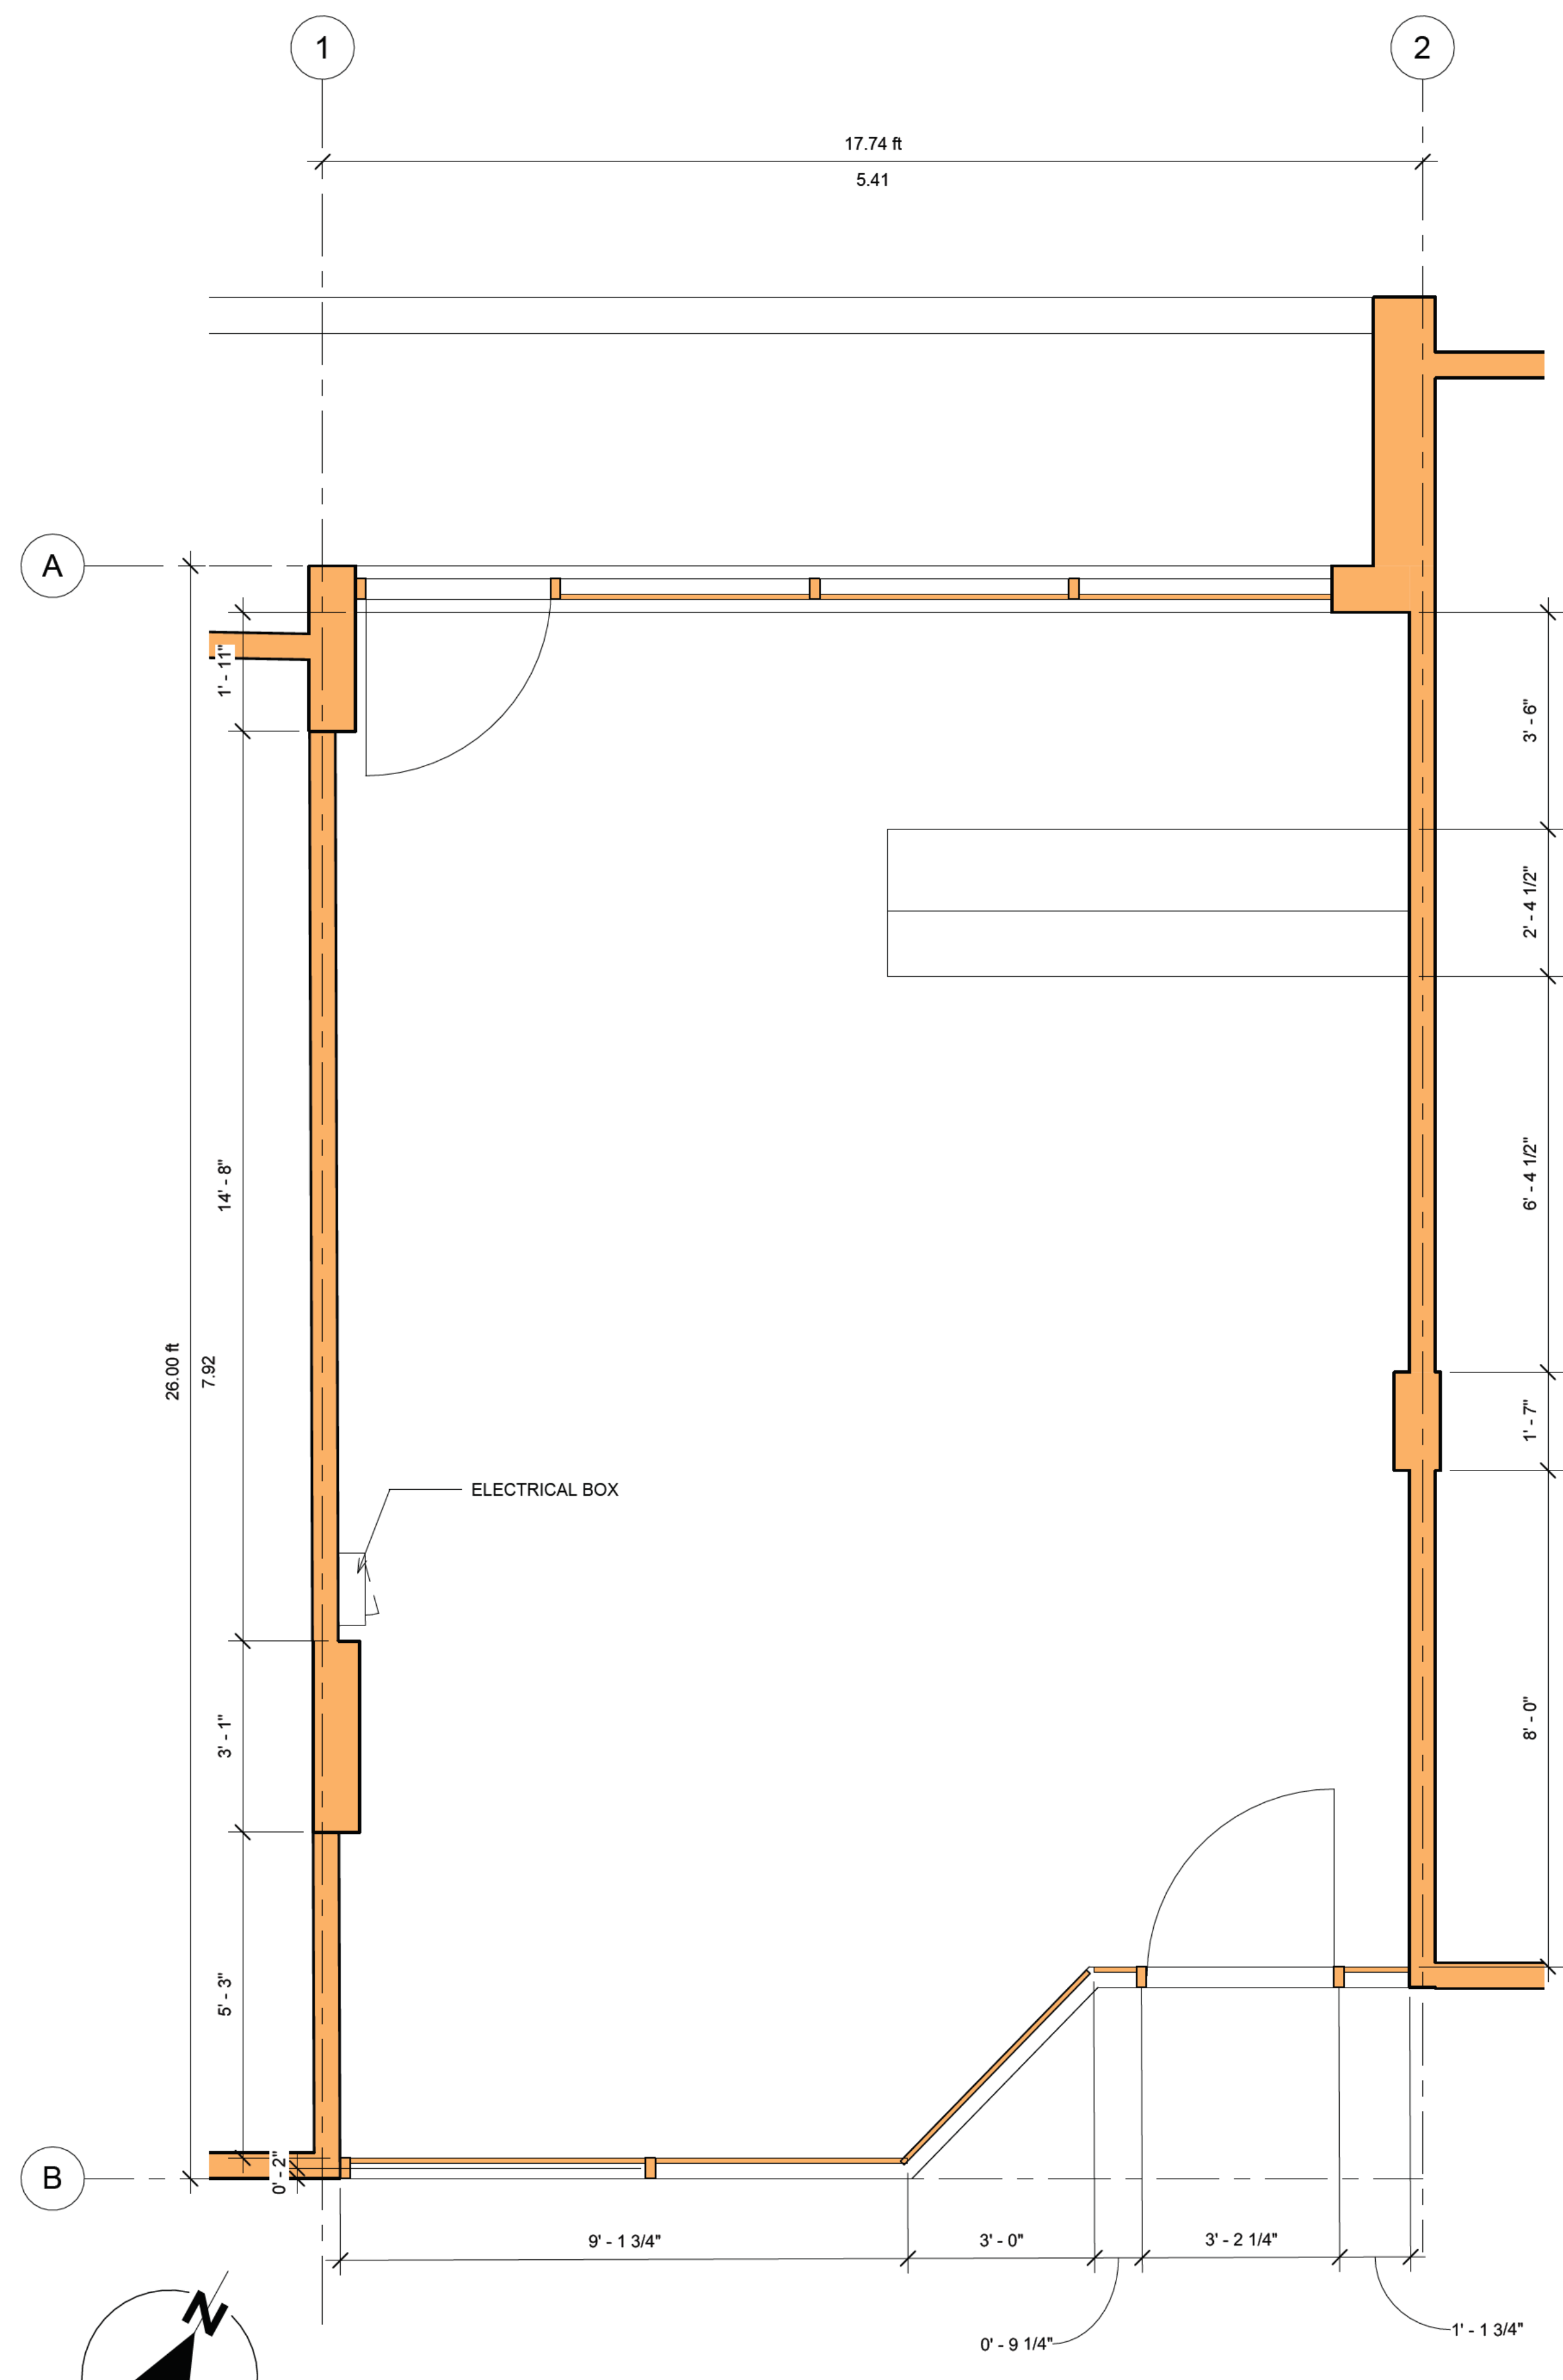 1
2
17.74 ft
5.41
A
1' - 11"
3' - 6"
2' - 4 1/2"
14' - 8"
6' - 4 1/2"
26.00 ft
7.92
1' - 7"
ELECTRICAL BOX
3' - 1"
8' - 0"
5' - 3"
B
0' - 2"
9' - 1 3/4"
3' - 0"
3' - 2 1/4"
N
0' - 9 1/4"
1' - 1 3/4"